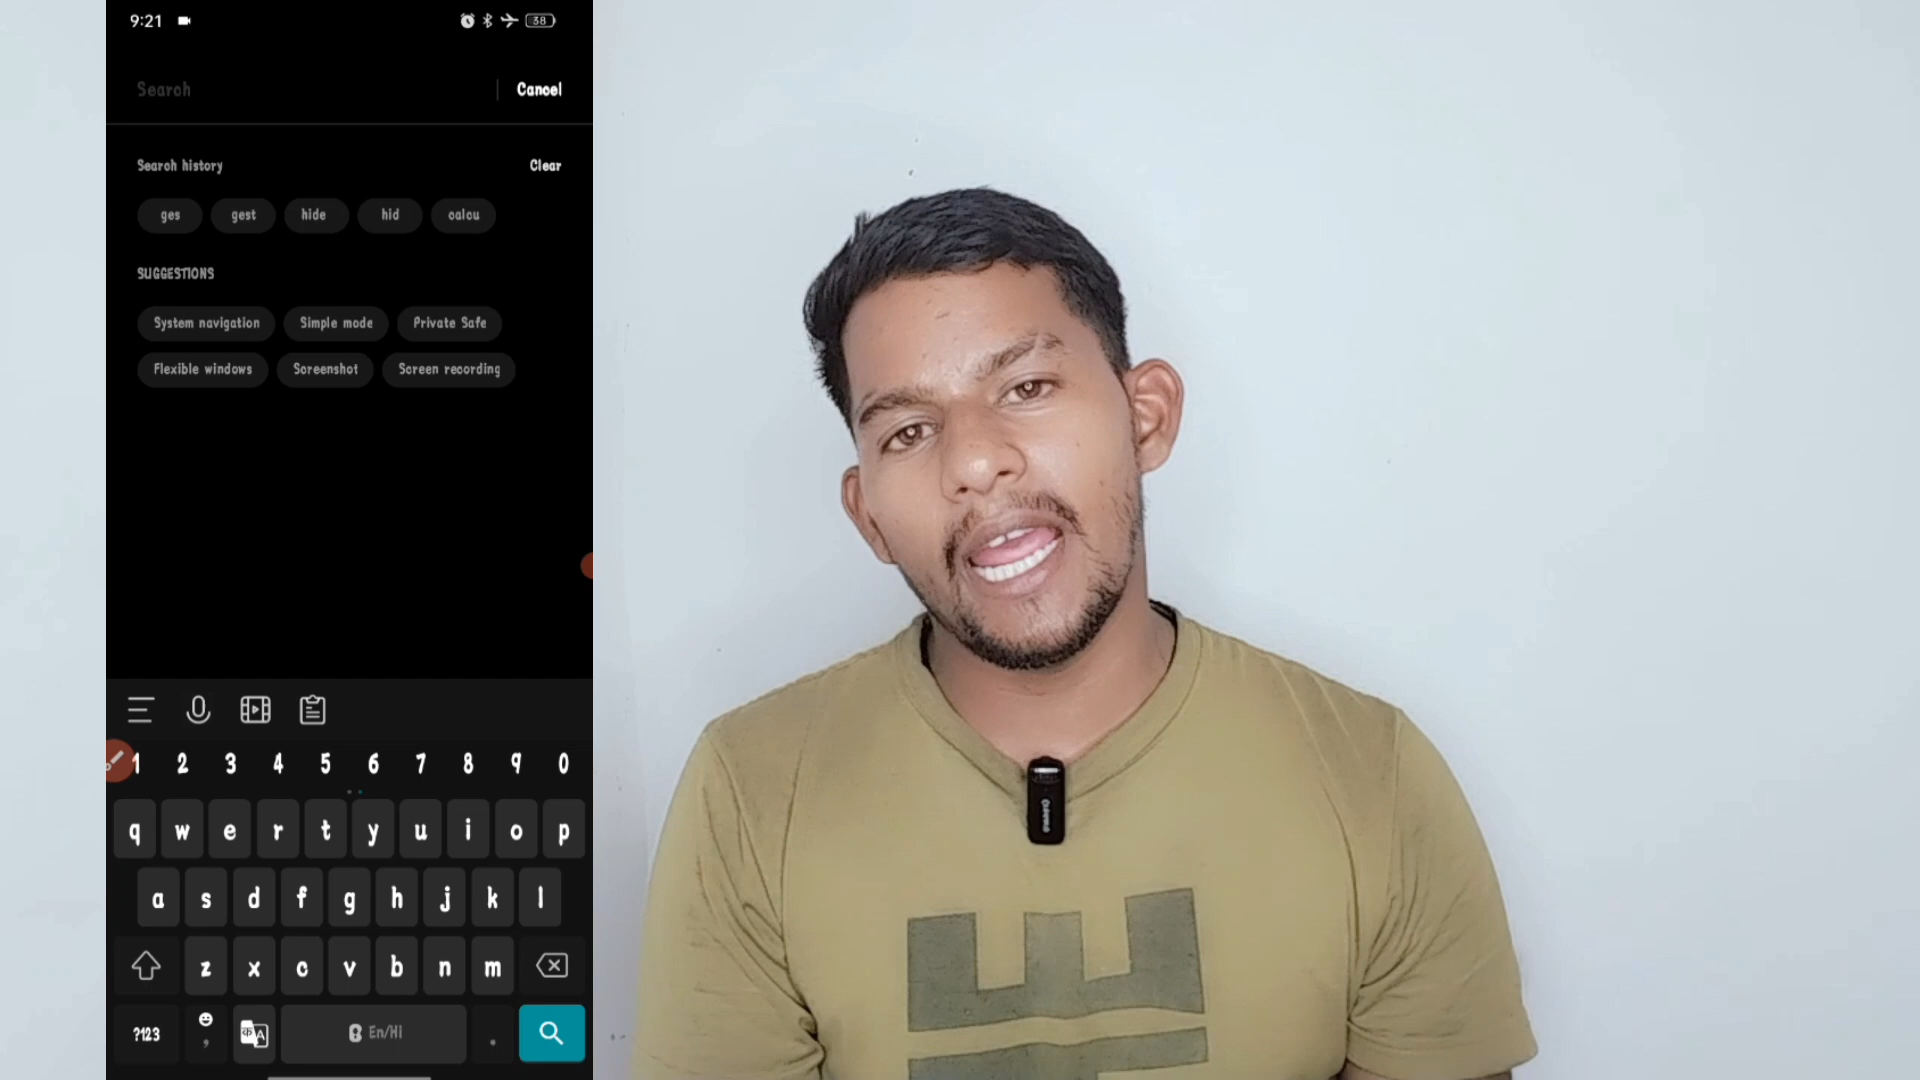 9:21 38
Search Cancel
Search history Clear
ges gest hide hid calcu
SUGGESTIONS
System navigation Simple mode Private Safe
Flexible windows Screenshot Screen recording
1 2 3 4 5 6 7 8 9 0
q w e r t y u i o p
a s d f g h j k l
z x c v b n m
?123 , En/Hi .